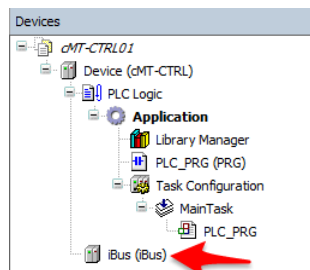 Devices
cMT-CTRL01
Device (cMT-CTRL)
PLC Logic
Application
Library Manager
PLC_PRG (PRG)
Task Configuration
MainTask
PLC_PRG
iBus (iBus)